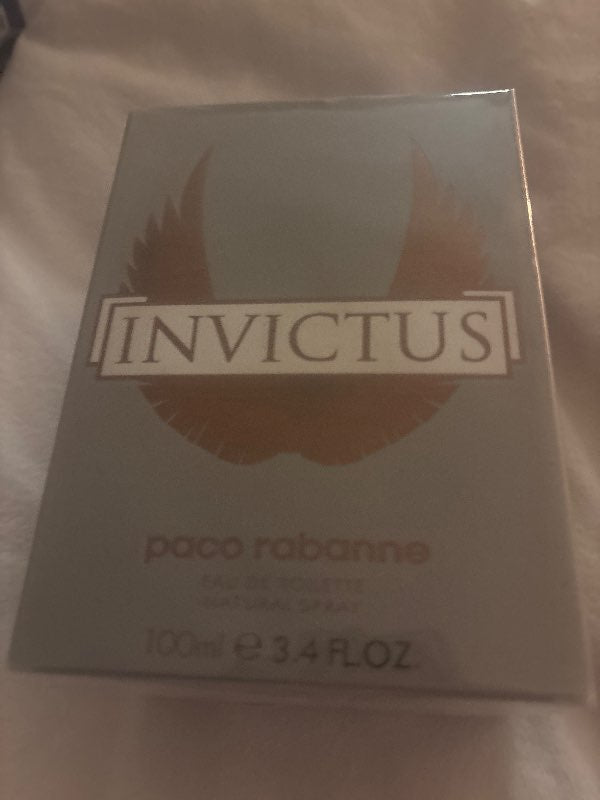 INVICTUS
paco rabanne
EAU DE TOILETTE
NATURAL SPRAY
100ml ℮ 3.4 FL.OZ.